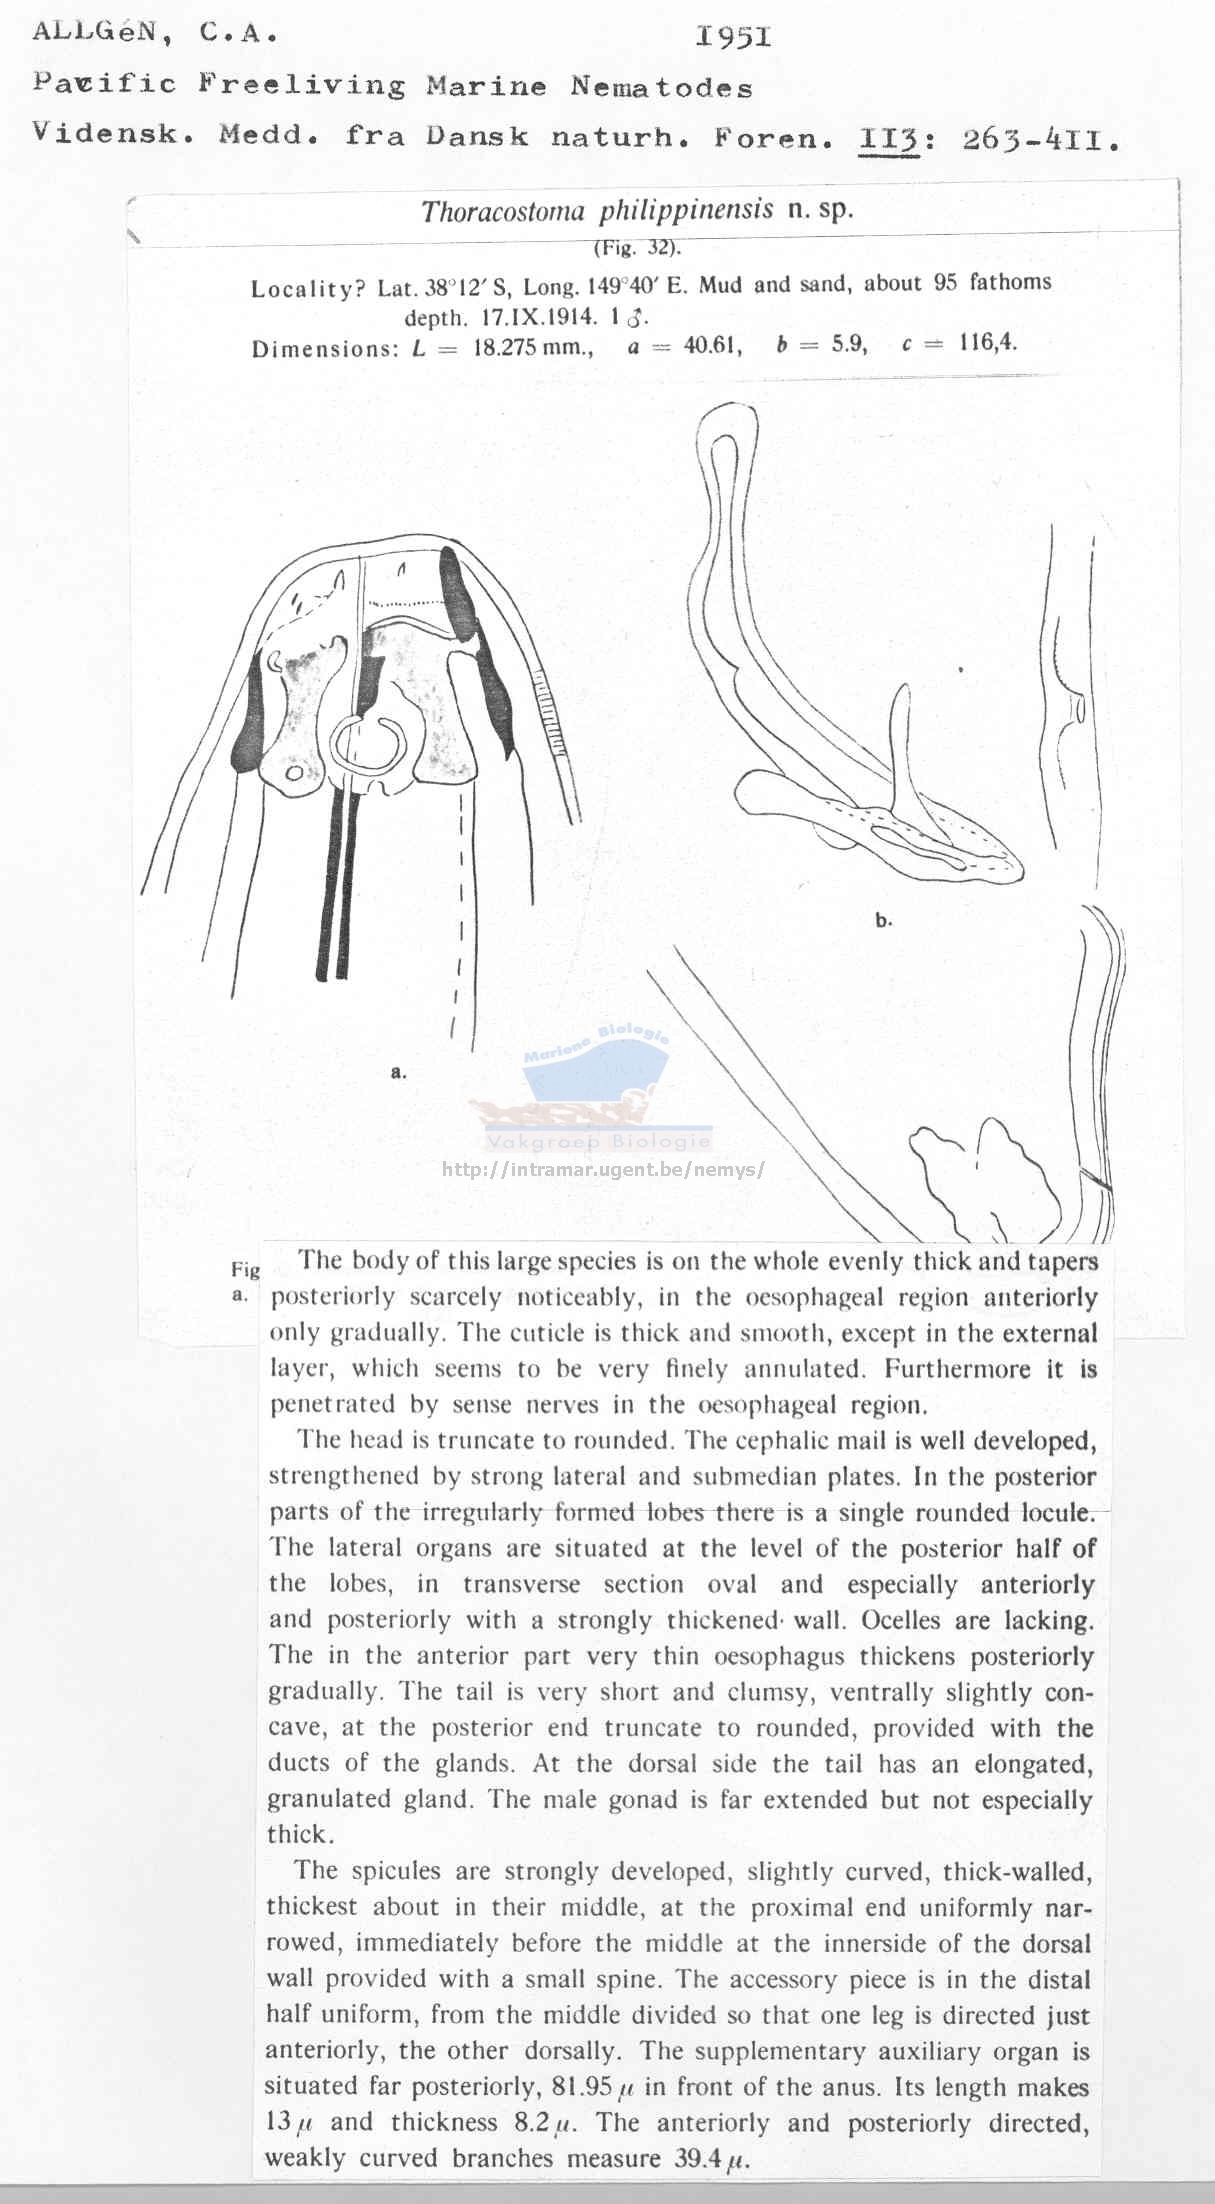 ALLGéN, C.A. 1951
Pacific Freeliving Marine Nematodes
Vidensk. Medd. fra Dansk naturh. Foren. II3: 263-4II.
Thoracostoma philippinensis n. sp.
(Fig. 32).
Locality? Lat. 38°12′ S, Long. 149°40′ E. Mud and sand, about 95 fathoms
depth. 17.IX.1914. 1 ♂.
Dimensions: L = 18.275 mm., a = 40.61, b = 5.9, c = 116,4.
b.
a.
Mariene Biologie
Vakgroep Biologie
http://intramar.ugent.be/nemys/
Fig
a.
The body of this large species is on the whole evenly thick and tapers
posteriorly scarcely noticeably, in the oesophageal region anteriorly
only gradually. The cuticle is thick and smooth, except in the external
layer, which seems to be very finely annulated. Furthermore it is
penetrated by sense nerves in the oesophageal region.
The head is truncate to rounded. The cephalic mail is well developed,
strengthened by strong lateral and submedian plates. In the posterior
parts of the irregularly formed lobes there is a single rounded locule.
The lateral organs are situated at the level of the posterior half of
the lobes, in transverse section oval and especially anteriorly
and posteriorly with a strongly thickened wall. Ocelles are lacking.
The in the anterior part very thin oesophagus thickens posteriorly
gradually. The tail is very short and clumsy, ventrally slightly con-
cave, at the posterior end truncate to rounded, provided with the
ducts of the glands. At the dorsal side the tail has an elongated,
granulated gland. The male gonad is far extended but not especially
thick.
The spicules are strongly developed, slightly curved, thick-walled,
thickest about in their middle, at the proximal end uniformly nar-
rowed, immediately before the middle at the innerside of the dorsal
wall provided with a small spine. The accessory piece is in the distal
half uniform, from the middle divided so that one leg is directed just
anteriorly, the other dorsally. The supplementary auxiliary organ is
situated far posteriorly, 81.95 μ in front of the anus. Its length makes
13 μ and thickness 8.2 μ. The anteriorly and posteriorly directed,
weakly curved branches measure 39.4 μ.